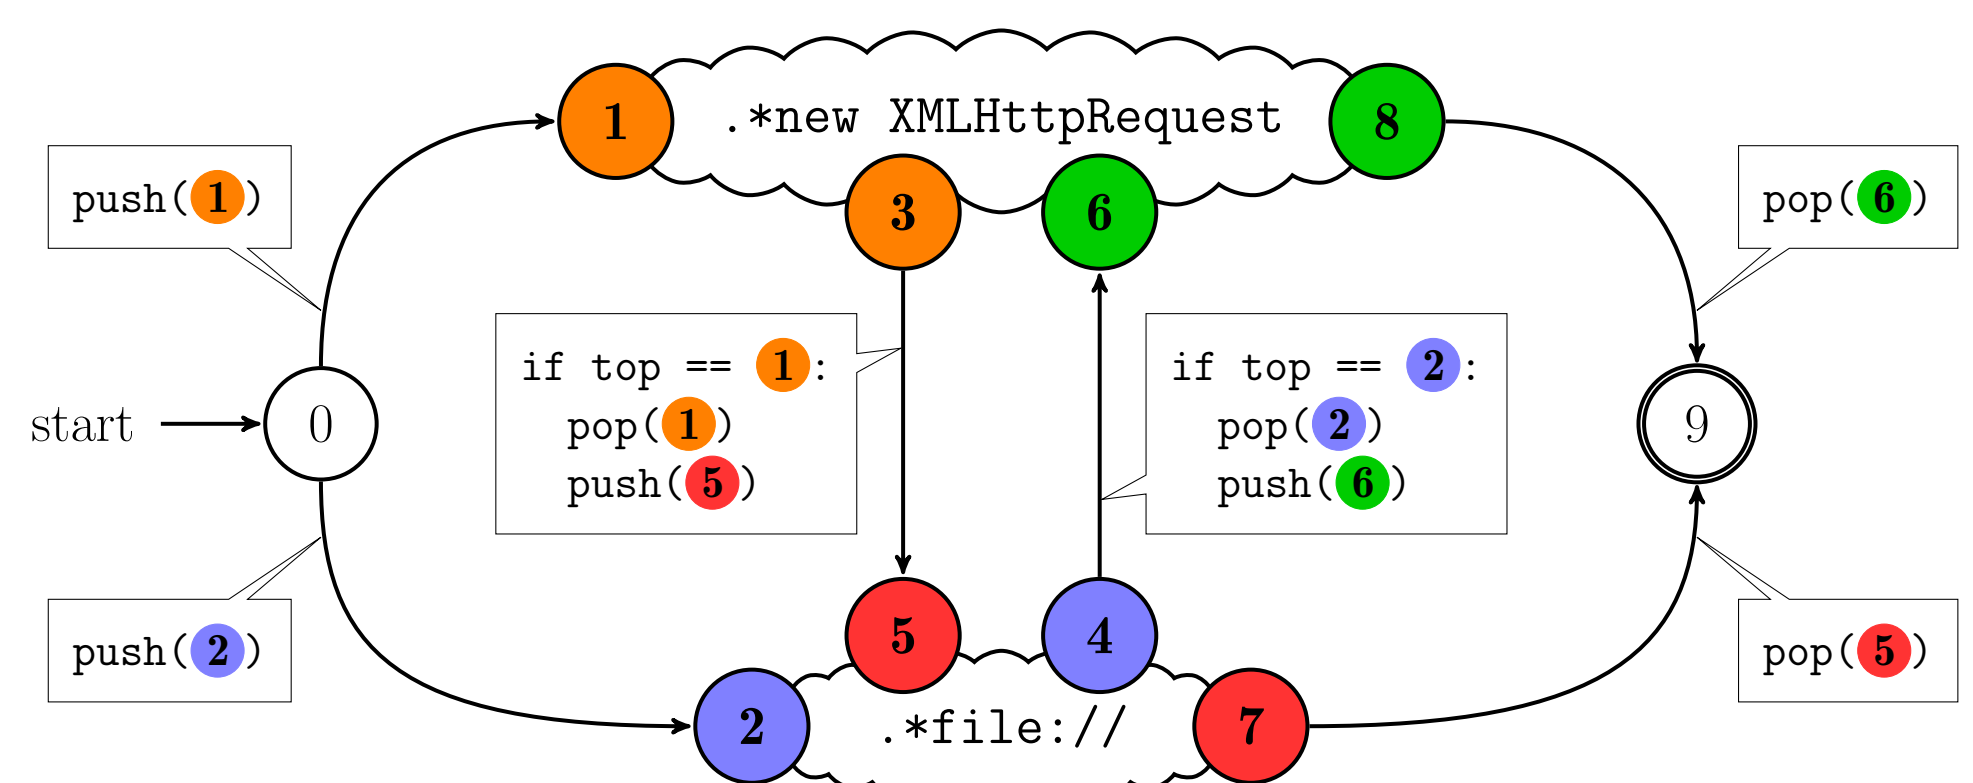 1
.*new XMLHttpRequest
8
push(1)
pop(6)
3
6
if top == 1:
pop(1)
push(5)
if top == 2:
pop(2)
push(6)
start
0
9
push(2)
pop(5)
5
4
2
.*file://
7